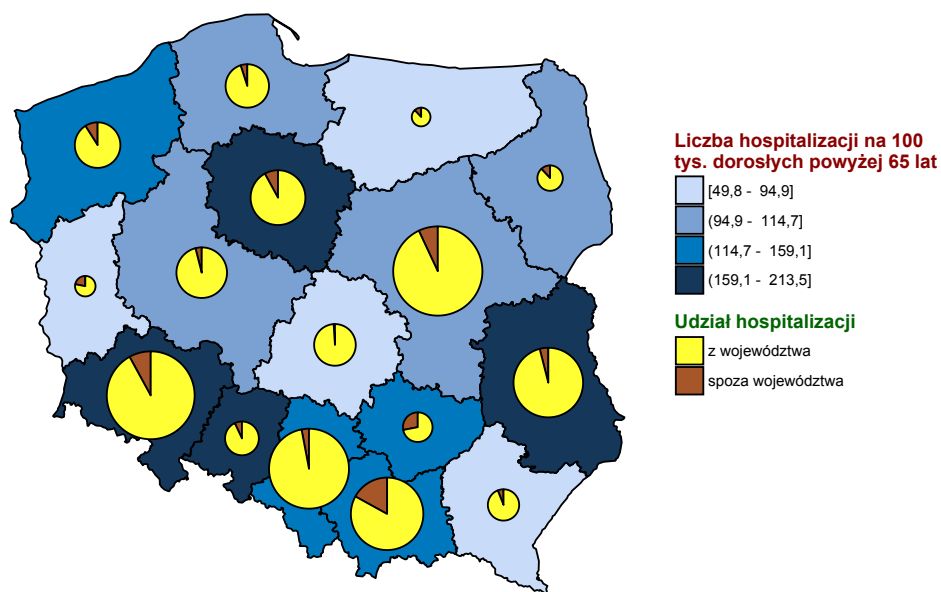 Liczba hospitalizacji na 100
tys. dorosłych powyżej 65 lat
[49,8 - 94,9]
(94,9 - 114,7]
(114,7 - 159,1]
(159,1 - 213,5]
Udział hospitalizacji
z województwa
spoza województwa